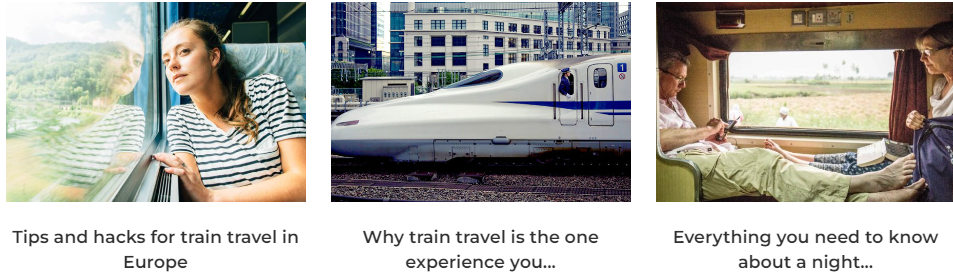 1
Tips and hacks for train travel in
Europe
Why train travel is the one
experience you...
Everything you need to know
about a night...